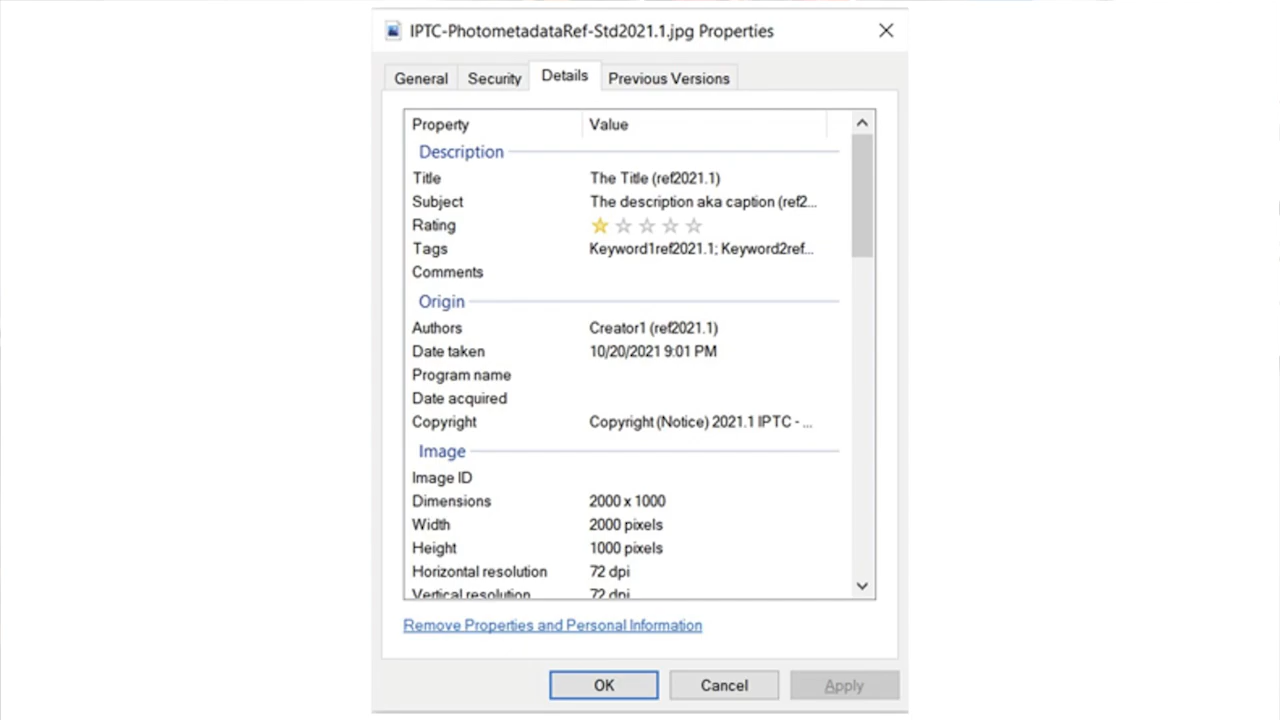 IPTC-PhotometadataRef-Std2021.1.jpg Properties
General Security Details Previous Versions
Property Value
Description
Title The Title (ref2021.1)
Subject The description aka caption (ref2...
Rating
Tags Keyword1ref2021.1; Keyword2ref...
Comments
Origin
Authors Creator1 (ref2021.1)
Date taken 10/20/2021 9:01 PM
Program name
Date acquired
Copyright Copyright (Notice) 2021.1 IPTC - ...
Image
Image ID
Dimensions 2000 x 1000
Width 2000 pixels
Height 1000 pixels
Horizontal resolution 72 dpi
Vertical resolution 72 dpi
Remove Properties and Personal Information
OK Cancel Apply